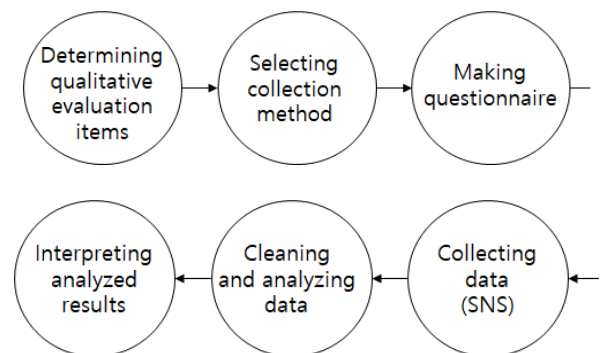 Determining
qualitative
evaluation
items
Selecting
collection
method
Making
questionnaire
Interpreting
analyzed
results
Cleaning
and analyzing
data
Collecting
data
(SNS)